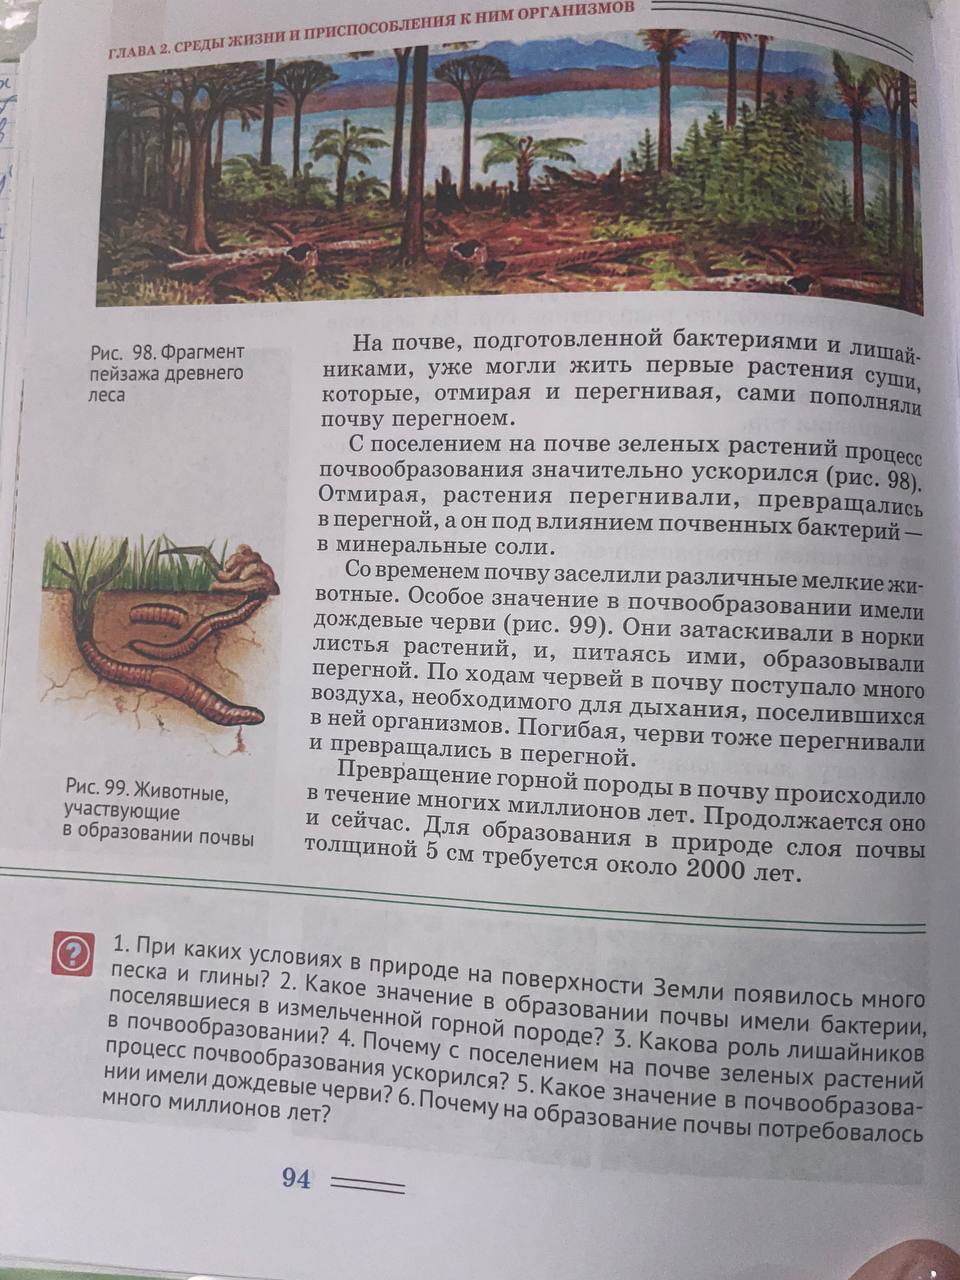 ГЛАВА 2. СРЕДЫ ЖИЗНИ И ПРИСПОСОБЛЕНИЯ К НИМ ОРГАНИЗМОВ
Рис. 98. Фрагмент
пейзажа древнего
леса
На почве, подготовленной бактериями и лишай-
никами, уже могли жить первые растения суши,
которые, отмирая и перегнивая, сами пополняли
почву перегноем.
С поселением на почве зеленых растений процесс
почвообразования значительно ускорился (рис. 98).
Отмирая, растения перегнивали, превращались
в перегной, а он под влиянием почвенных бактерий —
в минеральные соли.
Со временем почву заселили различные мелкие жи-
вотные. Особое значение в почвообразовании имели
дождевые черви (рис. 99). Они затаскивали в норки
листья растений, и, питаясь ими, образовывали
перегной. По ходам червей в почву поступало много
воздуха, необходимого для дыхания, поселившихся
в ней организмов. Погибая, черви тоже перегнивали
и превращались в перегной.
Превращение горной породы в почву происходило
в течение многих миллионов лет. Продолжается оно
и сейчас. Для образования в природе слоя почвы
толщиной 5 см требуется около 2000 лет.
Рис. 99. Животные,
участвующие
в образовании почвы
?
1. При каких условиях в природе на поверхности Земли появилось много
песка и глины? 2. Какое значение в образовании почвы имели бактерии,
поселявшиеся в измельченной горной породе? 3. Какова роль лишайников
в почвообразовании? 4. Почему с поселением на почве зеленых растений
процесс почвообразования ускорился? 5. Какое значение в почвообразова-
нии имели дождевые черви? 6. Почему на образование почвы потребовалось
много миллионов лет?
94